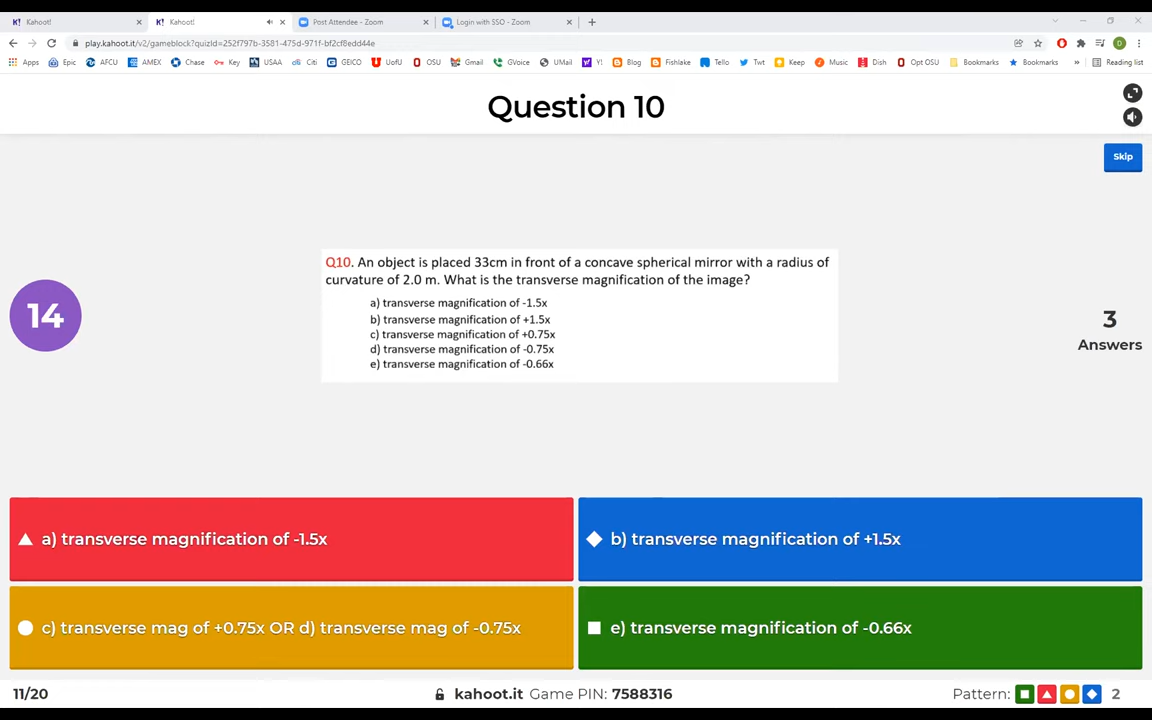 Kahoot!
Kahoot!
Post Attendee - Zoom
Login with SSO - Zoom
play.kahoot.it/v2/gameblock?quizId=252f797b-3581-475d-971f-bf2cf8edd44e
D
Apps Epic AFCU AMEX Chase Key USAA Citi GEICO UofU OSU Gmail GVoice UMail Y! Blog Fishlake Tello Twt Keep Music Dish Opt OSU Bookmarks Bookmarks » Reading list
Question 10
Skip
Q10. An object is placed 33cm in front of a concave spherical mirror with a radius of
curvature of 2.0 m. What is the transverse magnification of the image?
a) transverse magnification of -1.5x
b) transverse magnification of +1.5x
c) transverse magnification of +0.75x
d) transverse magnification of -0.75x
e) transverse magnification of -0.66x
14
3
Answers
a) transverse magnification of -1.5x
b) transverse magnification of +1.5x
c) transverse mag of +0.75x OR d) transverse mag of -0.75x
e) transverse magnification of -0.66x
11/20
kahoot.it Game PIN: 7588316
Pattern: 2